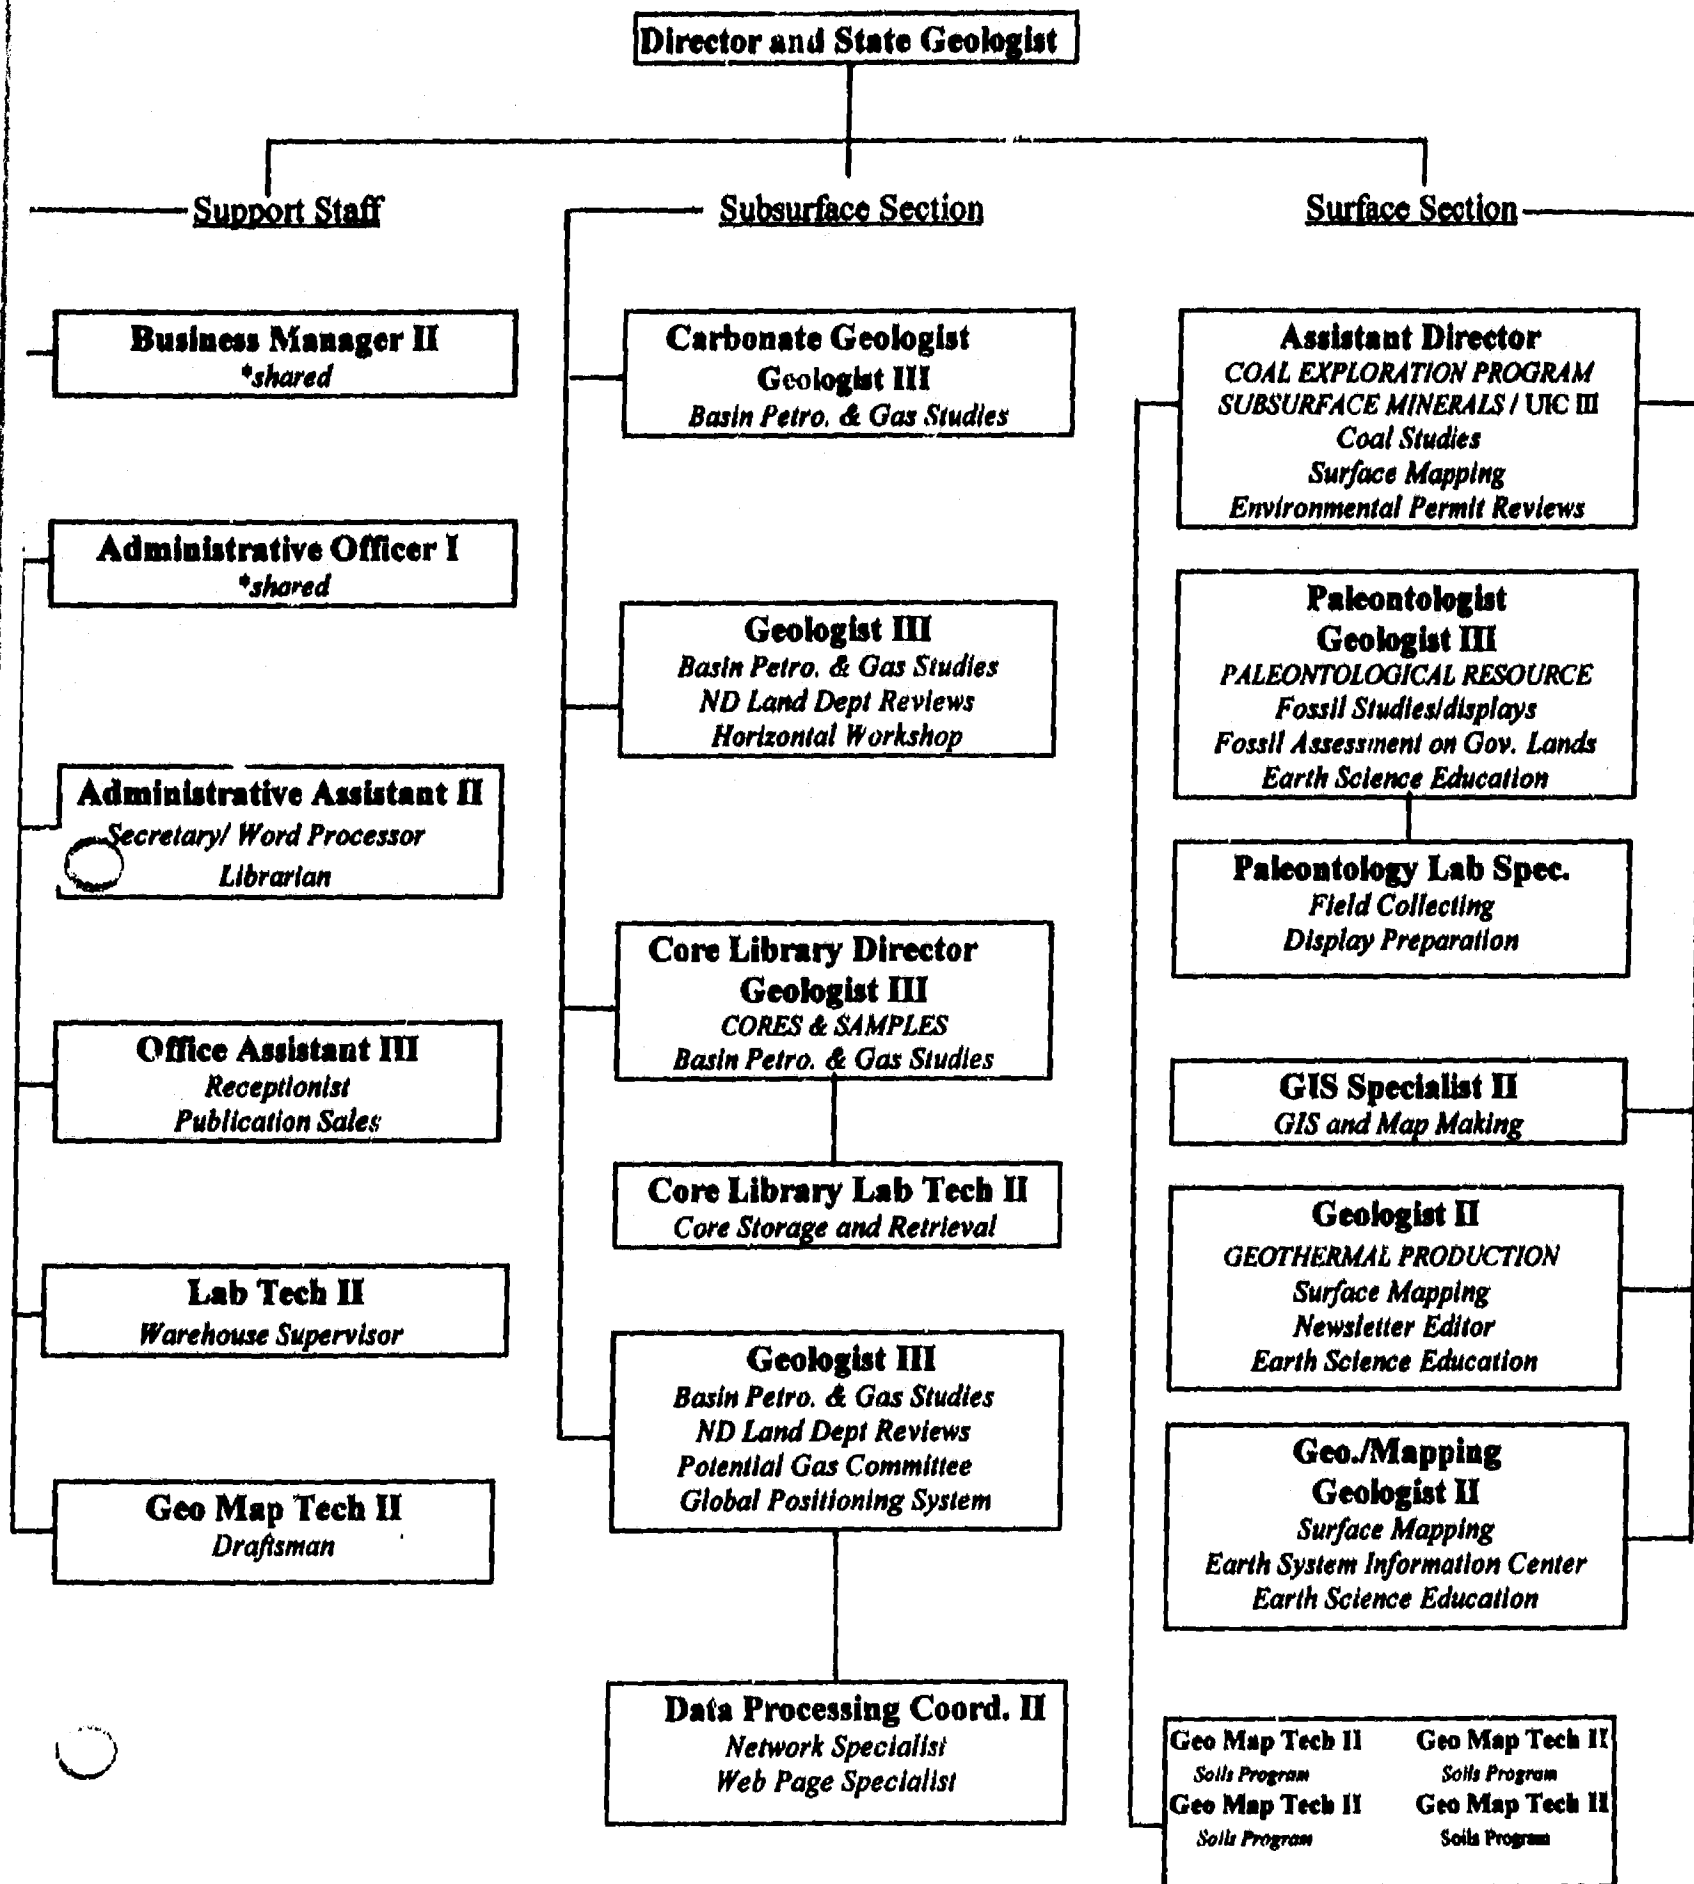 Director and State Geologist
Support Staff
Subsurface Section
Surface Section
Business Manager II
*shared
Administrative Officer I
*shared
Administrative Assistant II
Secretary/ Word Processor
Librarian
Office Assistant III
Receptionist
Publication Sales
Lab Tech II
Warehouse Supervisor
Geo Map Tech II
Draftsman
Carbonate Geologist
Geologist III
Basin Petro. & Gas Studies
Geologist III
Basin Petro. & Gas Studies
ND Land Dept Reviews
Horizontal Workshop
Core Library Director
Geologist III
CORES & SAMPLES
Basin Petro. & Gas Studies
Core Library Lab Tech II
Core Storage and Retrieval
Geologist III
Basin Petro. & Gas Studies
ND Land Dept Reviews
Potential Gas Committee
Global Positioning System
Data Processing Coord. II
Network Specialist
Web Page Specialist
Assistant Director
COAL EXPLORATION PROGRAM
SUBSURFACE MINERALS / UIC III
Coal Studies
Surface Mapping
Environmental Permit Reviews
Paleontologist
Geologist III
PALEONTOLOGICAL RESOURCE
Fossil Studies/displays
Fossil Assessment on Gov. Lands
Earth Science Education
Paleontology Lab Spec.
Field Collecting
Display Preparation
GIS Specialist II
GIS and Map Making
Geologist II
GEOTHERMAL PRODUCTION
Surface Mapping
Newsletter Editor
Earth Science Education
Geo./Mapping
Geologist II
Surface Mapping
Earth System Information Center
Earth Science Education
Geo Map Tech II Geo Map Tech II
Soils Program Soils Program
Geo Map Tech II Geo Map Tech II
Soils Program Soils Program